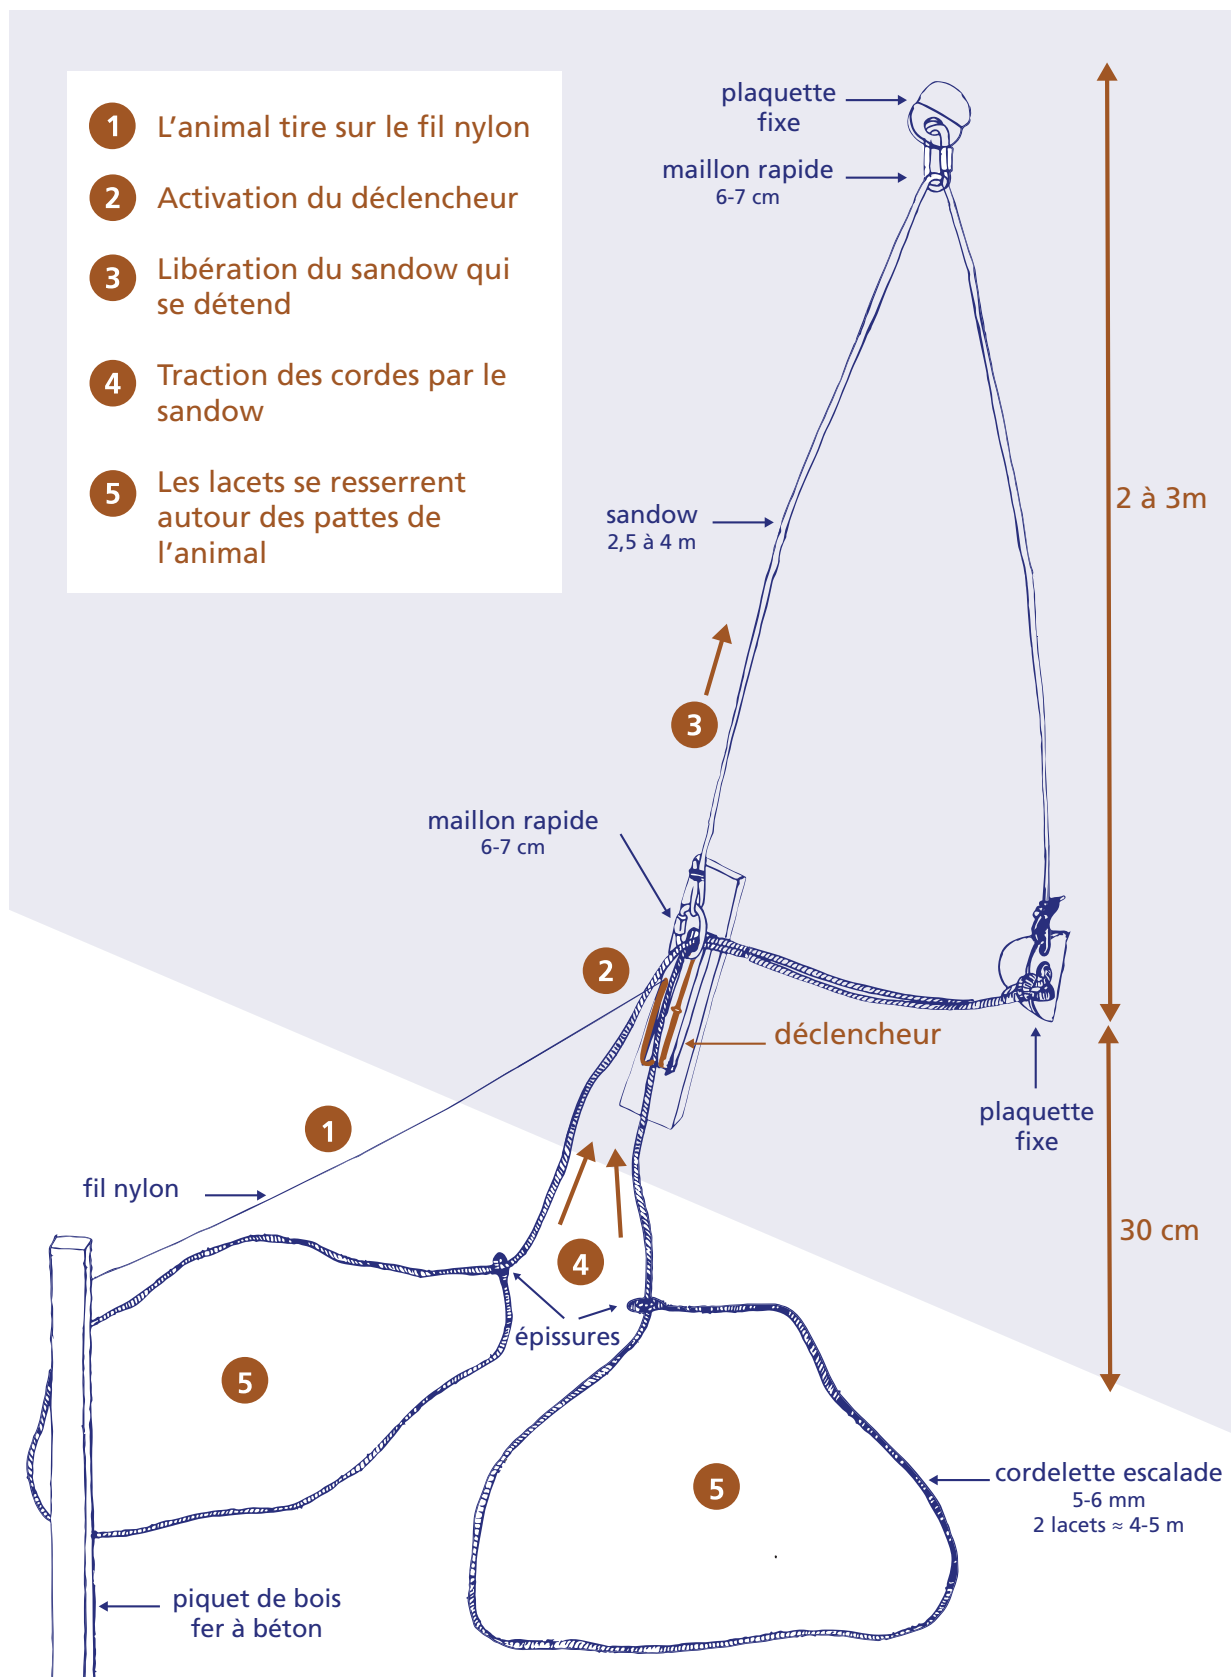 1 L'animal tire sur le fil nylon
2 Activation du déclencheur
3 Libération du sandow qui
se détend
4 Traction des cordes par le
sandow
5 Les lacets se resserrent
autour des pattes de
l'animal
plaquette
fixe
maillon rapide
6-7 cm
2 à 3m
sandow
2,5 à 4 m
3
maillon rapide
6-7 cm
2
déclencheur
plaquette
fixe
1
fil nylon
30 cm
4
épissures
5
5
cordelette escalade
5-6 mm
2 lacets ≈ 4-5 m
piquet de bois
fer à béton